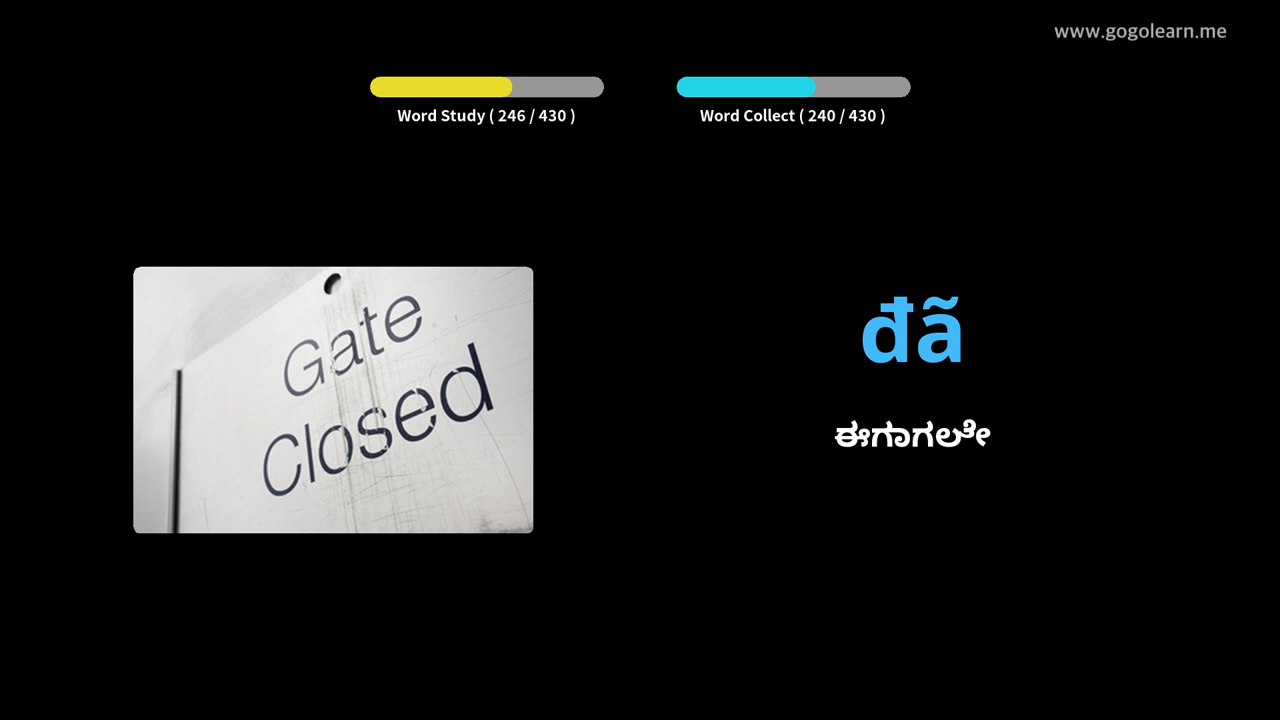 www.gogolearn.me
Word Study ( 246 / 430 )
Word Collect ( 240 / 430 )
Gate
Closed
đã
ಈಗಾಗಲೇ